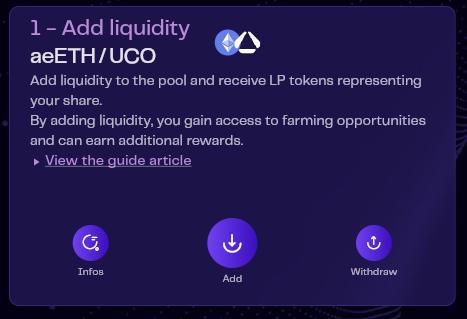 1 - Add liquidity
aeETH / UCO
Add liquidity to the pool and receive LP tokens representing
your share.
By adding liquidity, you gain access to farming opportunities
and can earn additional rewards.
View the guide article
Infos
Add
Withdraw